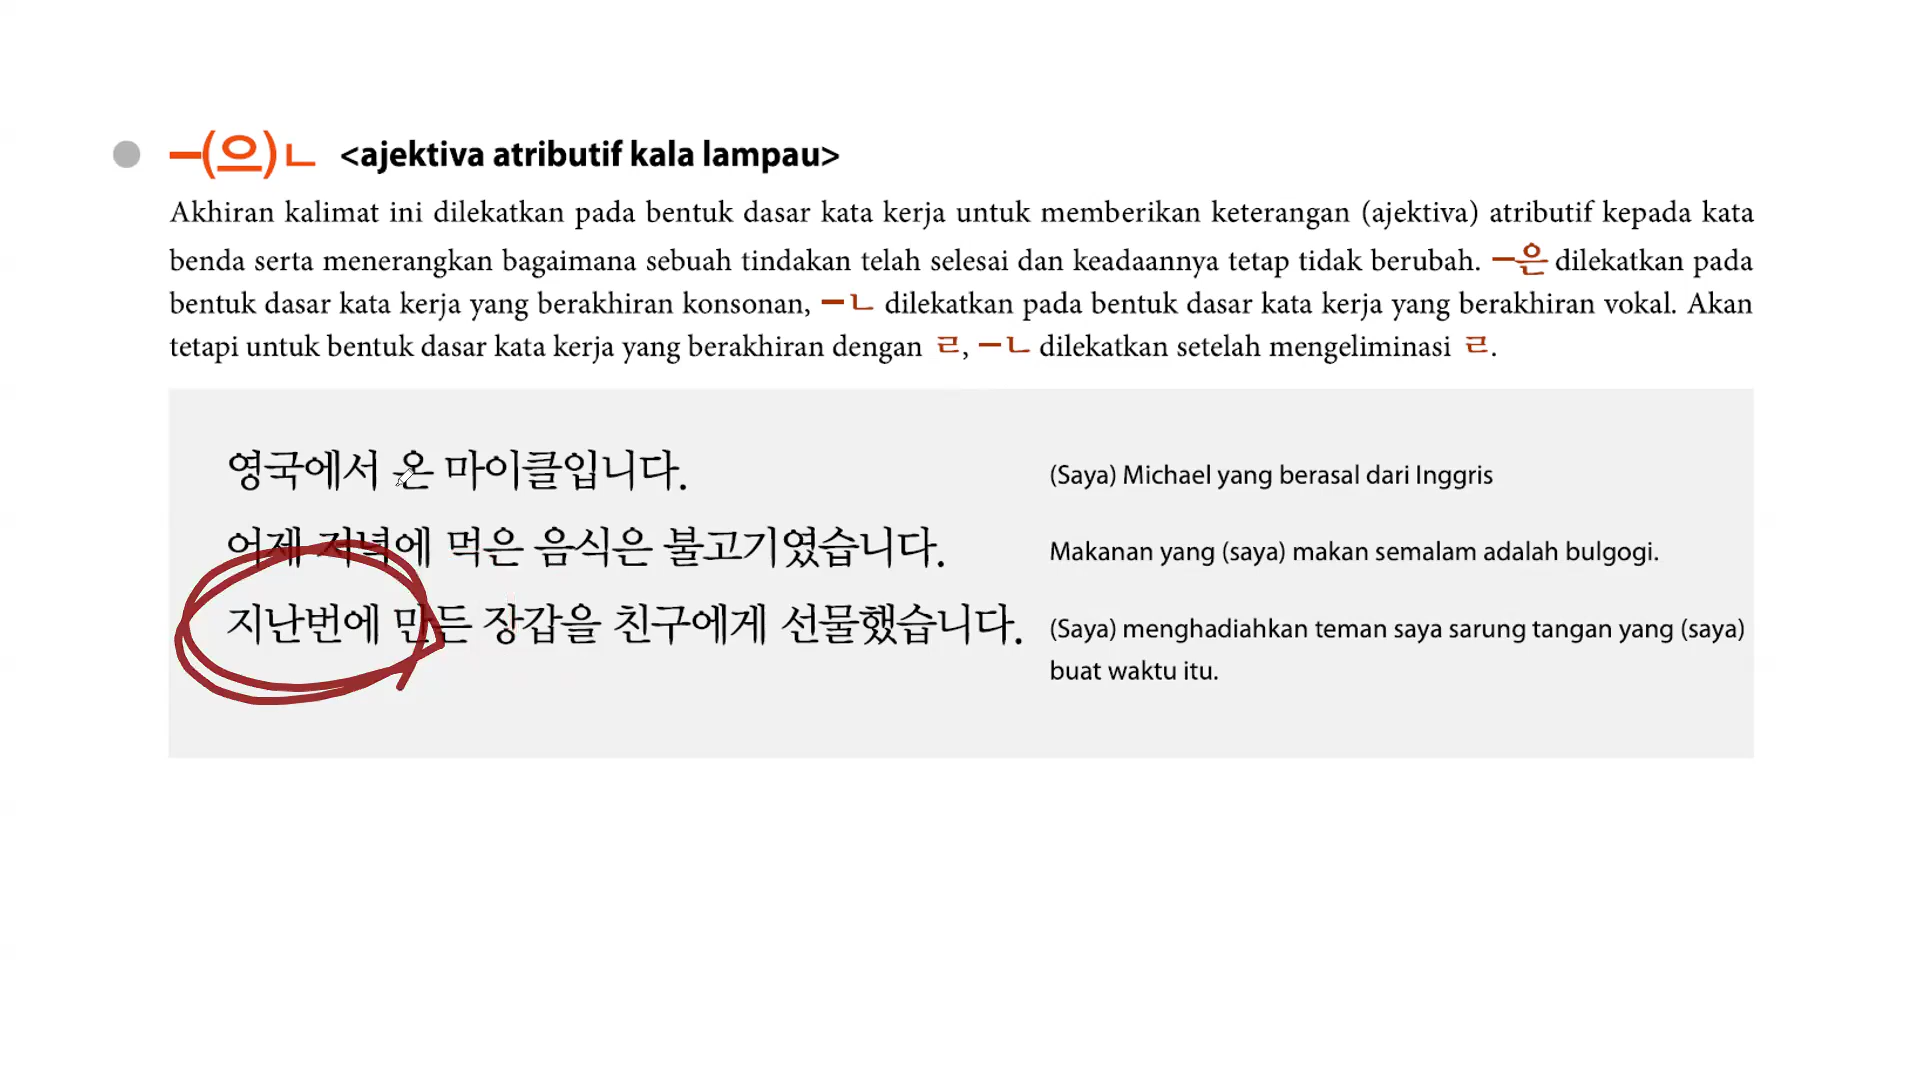 –(으)ㄴ <ajektiva atributif kala lampau>
Akhiran kalimat ini dilekatkan pada bentuk dasar kata kerja untuk memberikan keterangan (ajektiva) atributif kepada kata
benda serta menerangkan bagaimana sebuah tindakan telah selesai dan keadaannya tetap tidak berubah. –은 dilekatkan pada
bentuk dasar kata kerja yang berakhiran konsonan, –ㄴ dilekatkan pada bentuk dasar kata kerja yang berakhiran vokal. Akan
tetapi untuk bentuk dasar kata kerja yang berakhiran dengan ㄹ, –ㄴ dilekatkan setelah mengeliminasi ㄹ.
영국에서 온 마이클입니다. (Saya) Michael yang berasal dari Inggris
어제 저녁에 먹은 음식은 불고기였습니다. Makanan yang (saya) makan semalam adalah bulgogi.
지난번에 만든 장갑을 친구에게 선물했습니다. (Saya) menghadiahkan teman saya sarung tangan yang (saya)
buat waktu itu.